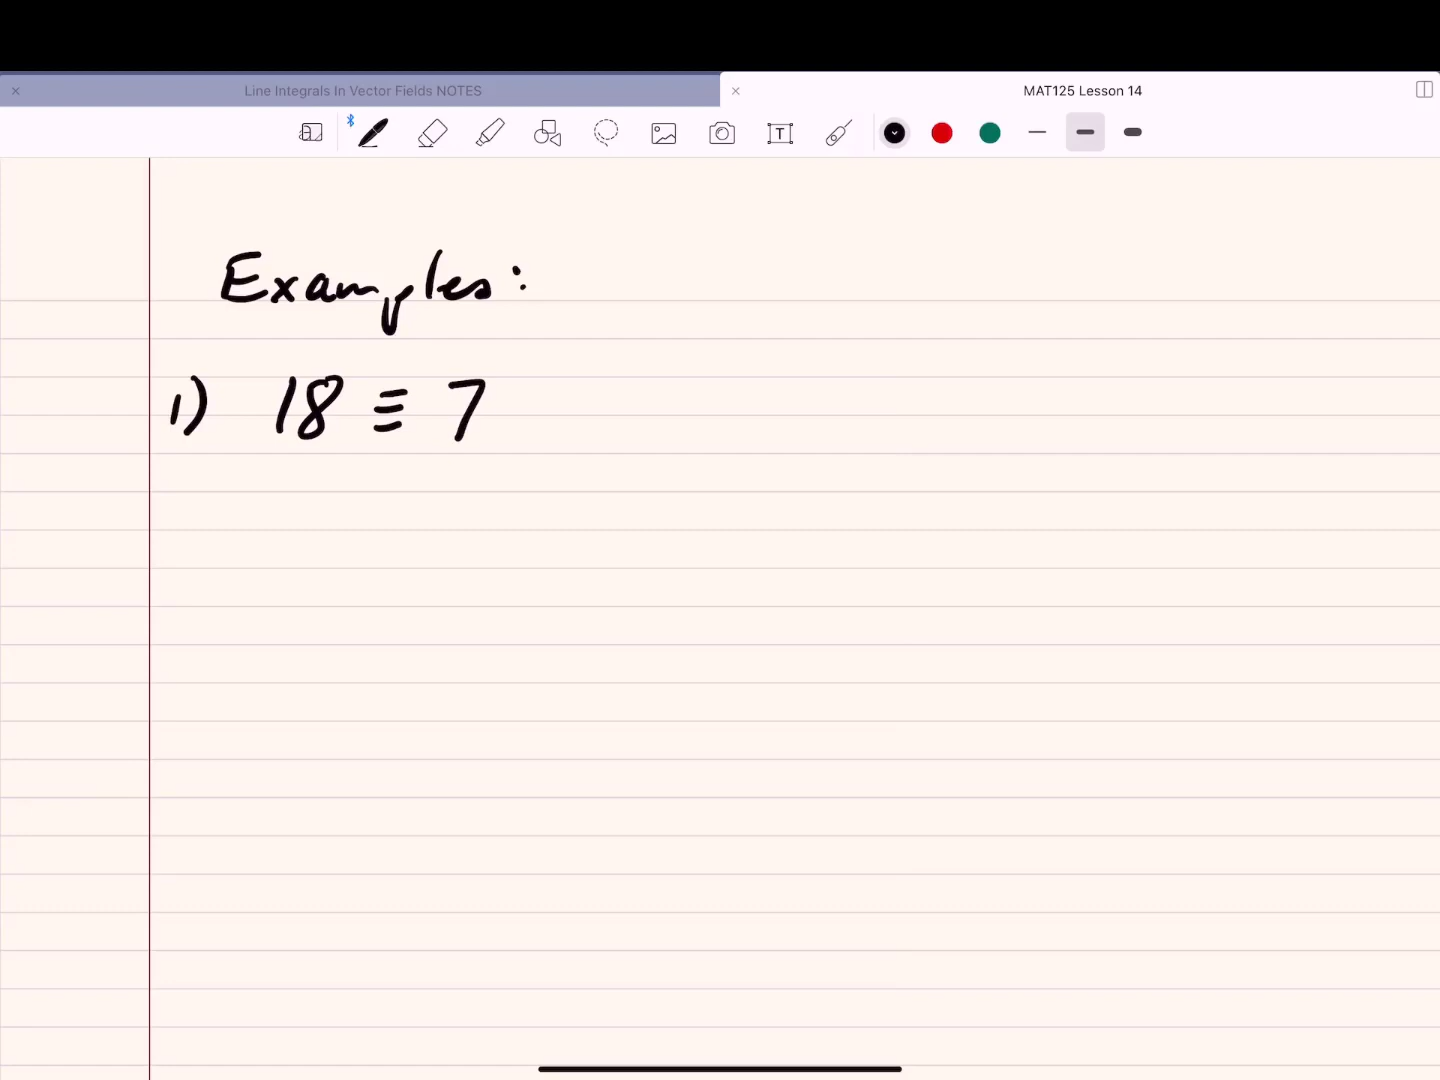 Line Integrals In Vector Fields NOTES
MAT125 Lesson 14
Examples:
1) 18 ≡ 7